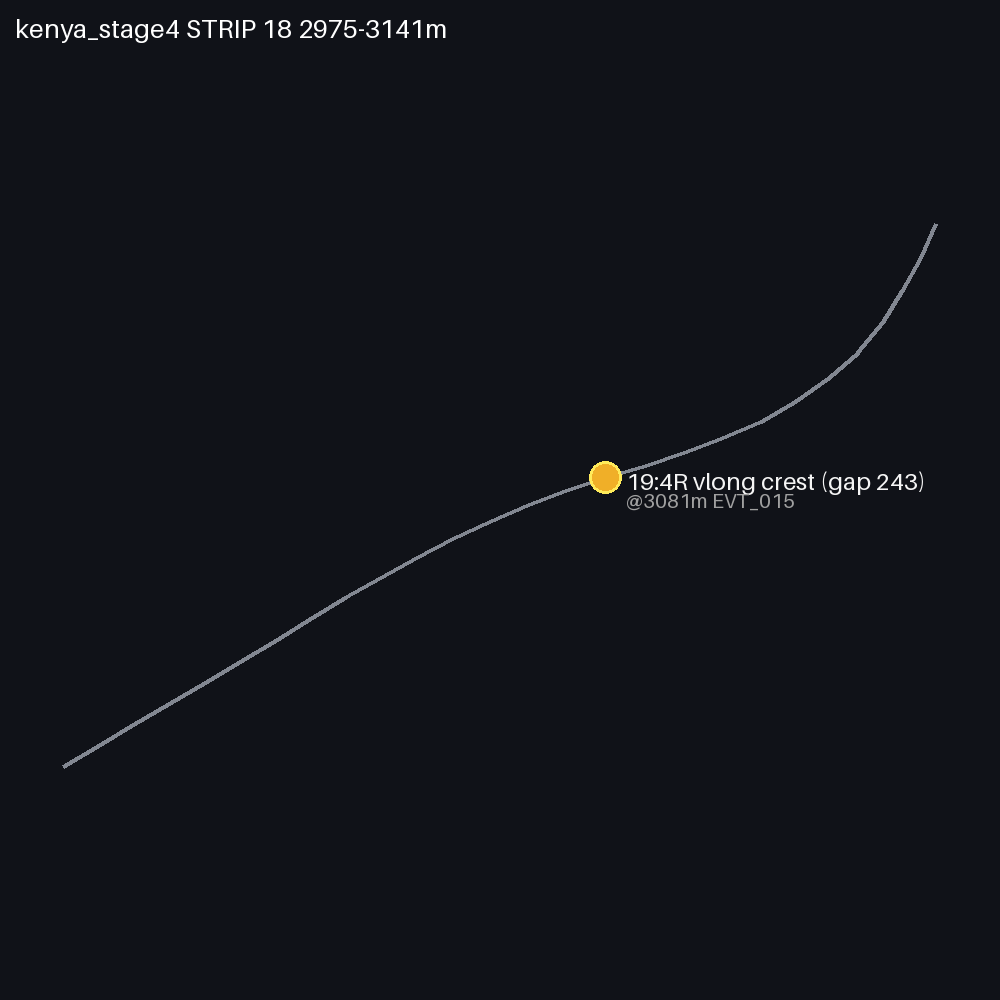 kenya_stage4 STRIP 18 2975-3141m
19:4R vlong crest (gap 243)
@3081m EVT_015